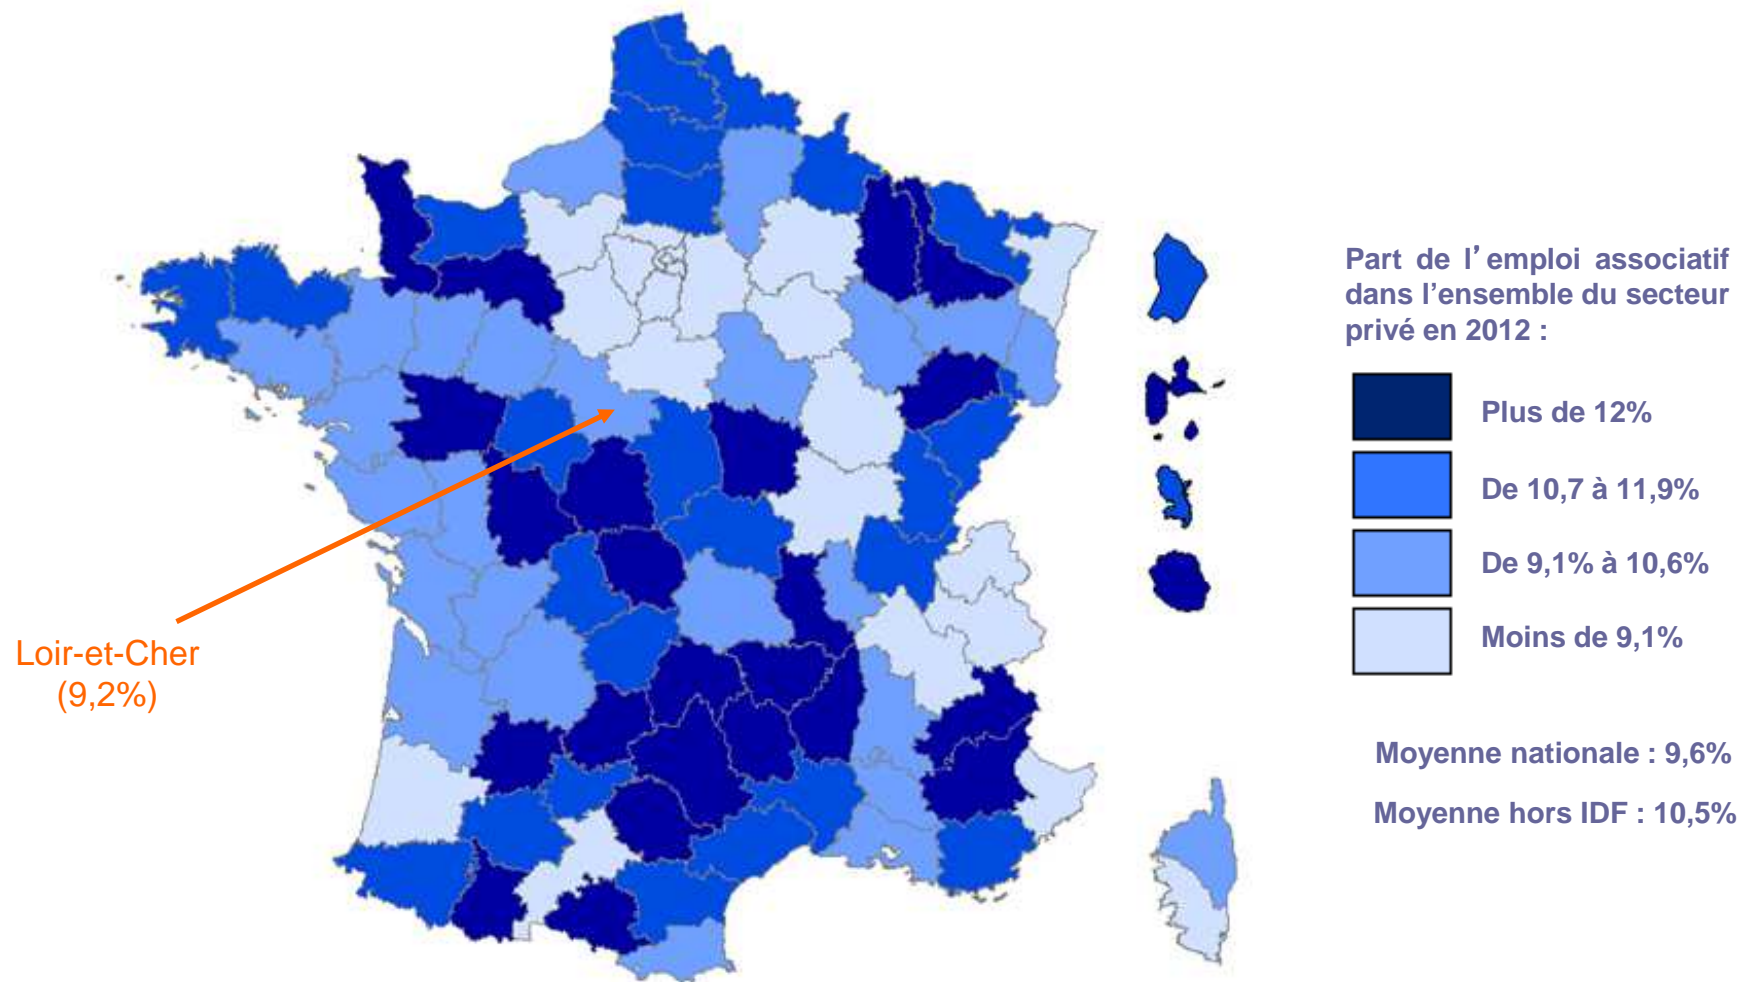 Part de l’emploi associatif
dans l’ensemble du secteur
privé en 2012 :
Plus de 12%
De 10,7 à 11,9%
De 9,1% à 10,6%
Moins de 9,1%
Loir-et-Cher
(9,2%)
Moyenne nationale : 9,6%
Moyenne hors IDF : 10,5%